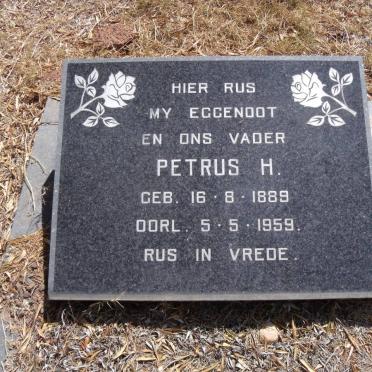 HIER RUS
MY EGGENOOT
EN ONS VADER
PETRUS H.
GEB. 16 · 8 · 1889
OORL. 5 · 5 · 1959.
RUS IN VREDE.